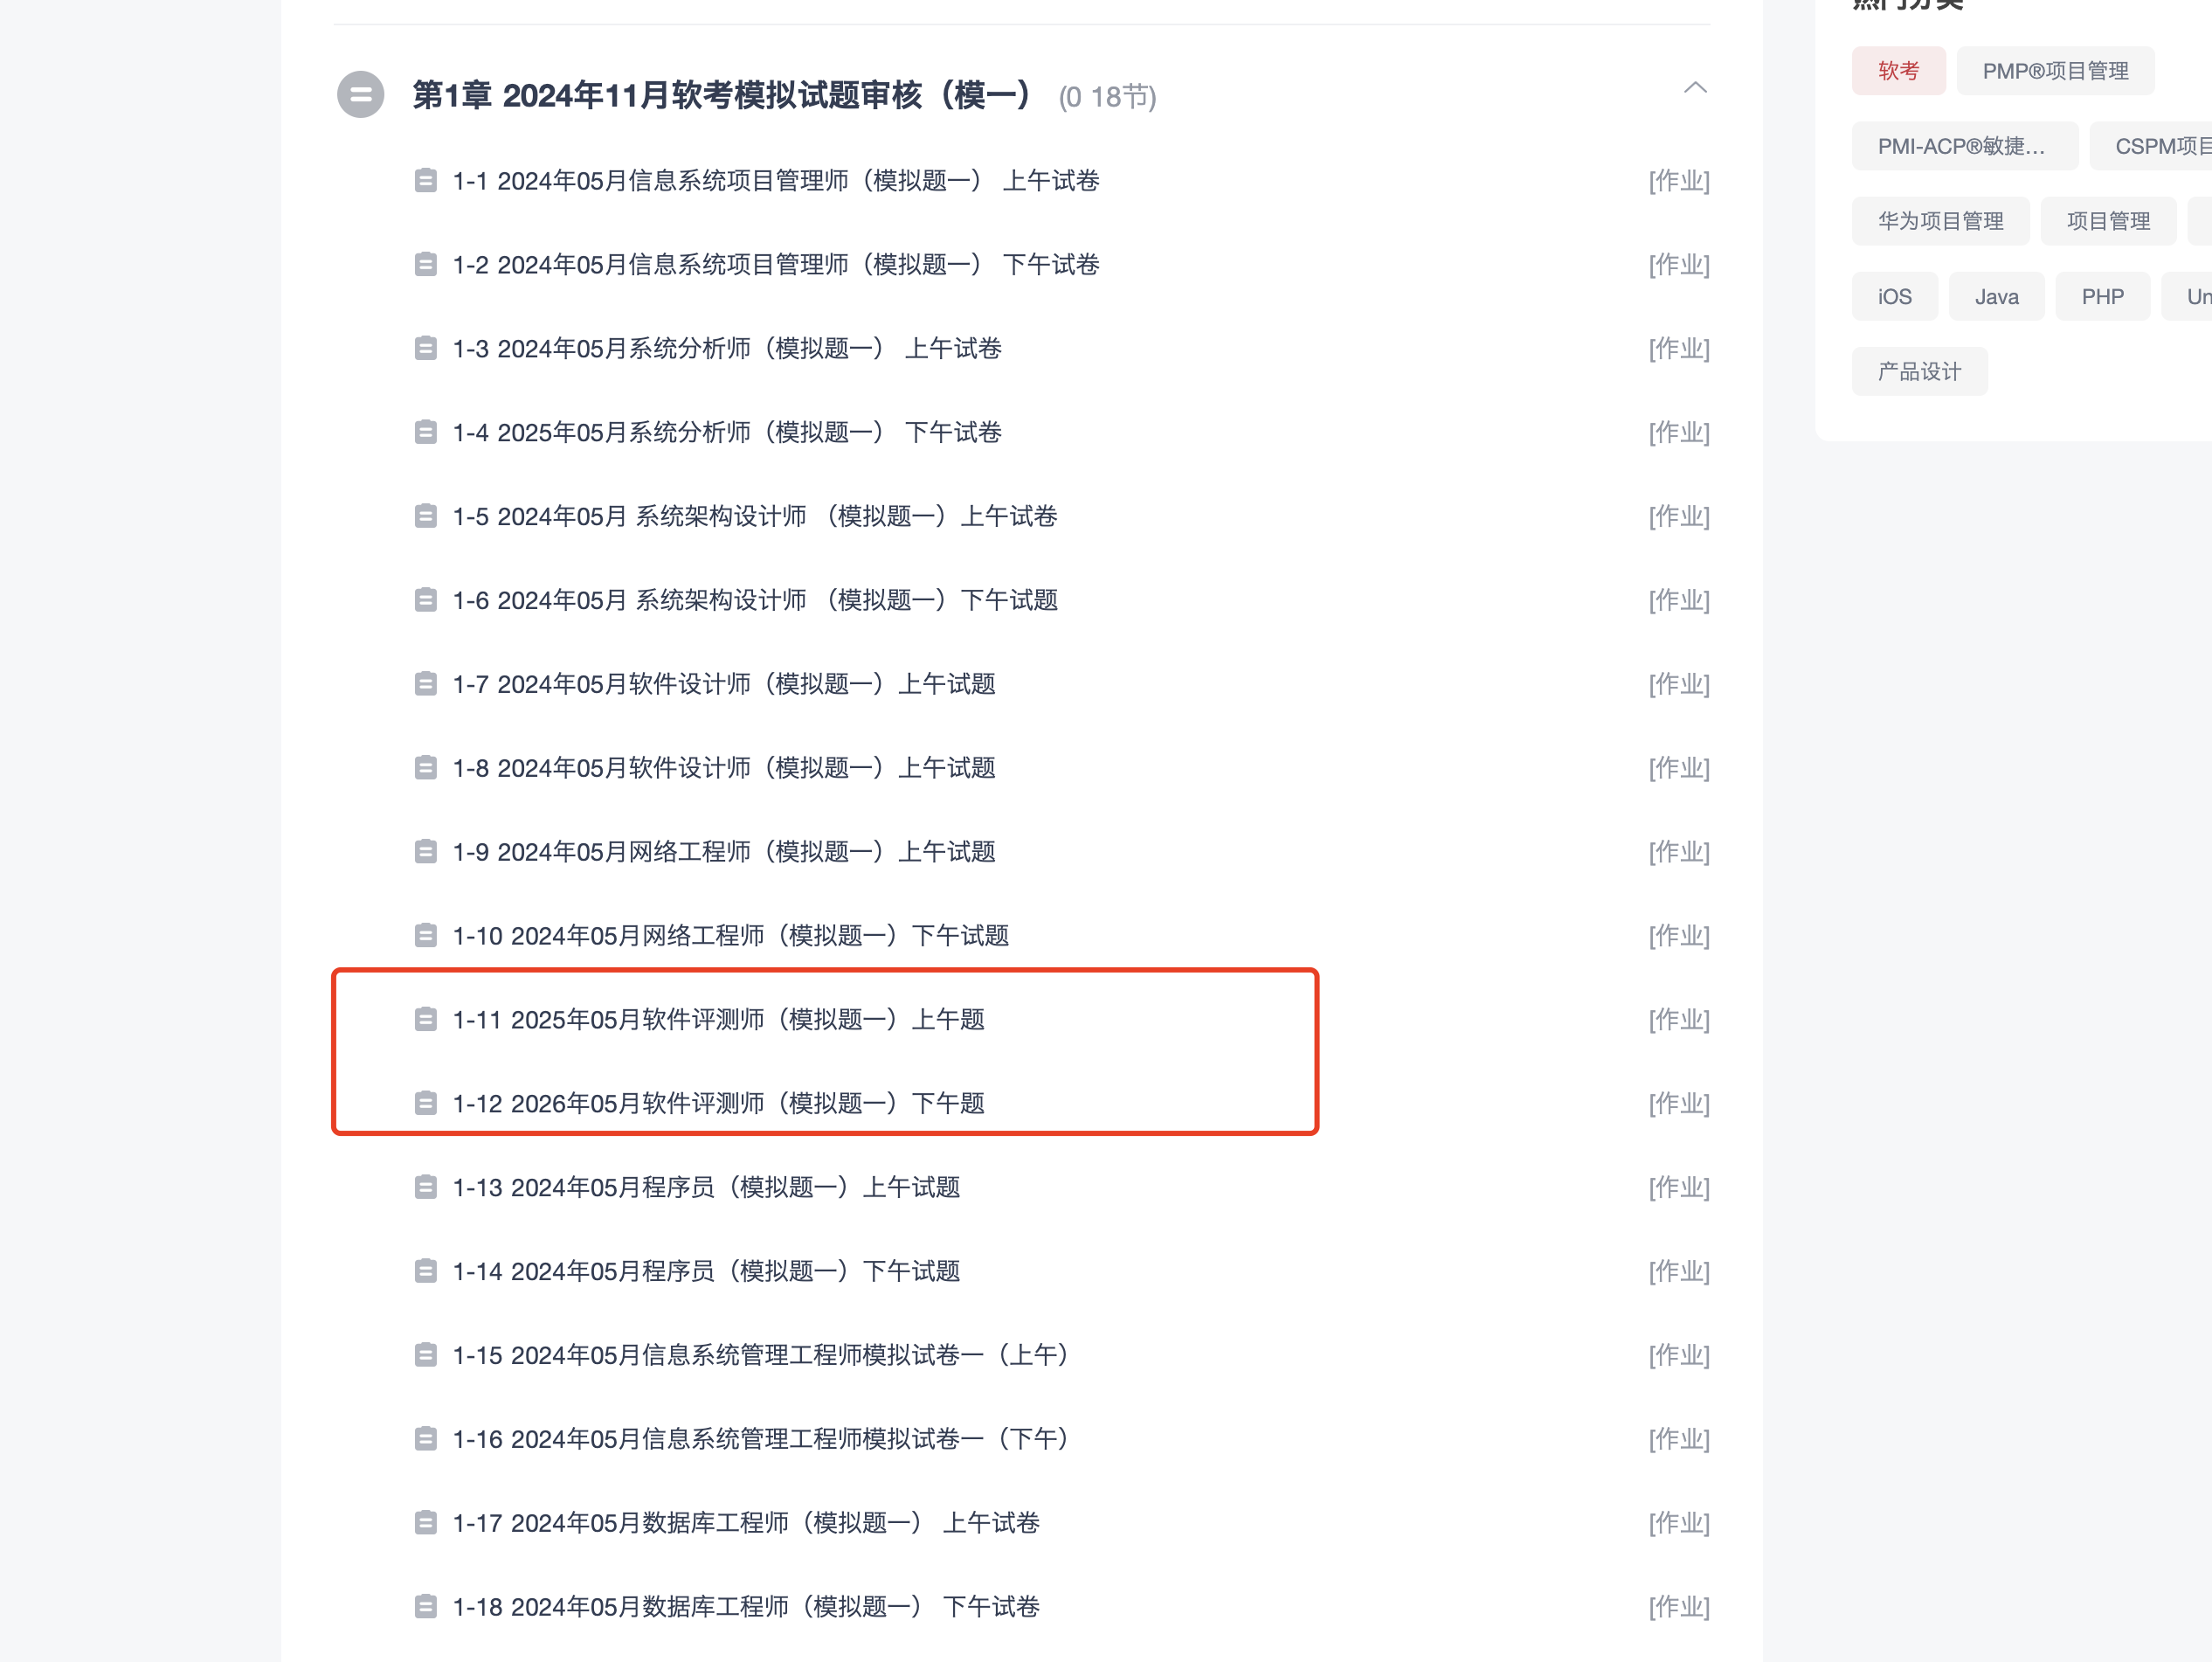 第1章 2024年11月软考模拟试题审核（模一） (0 18节)
1-1 2024年05月信息系统项目管理师（模拟题一） 上午试卷 [作业]
1-2 2024年05月信息系统项目管理师（模拟题一） 下午试卷 [作业]
1-3 2024年05月系统分析师（模拟题一） 上午试卷 [作业]
1-4 2025年05月系统分析师（模拟题一） 下午试卷 [作业]
1-5 2024年05月 系统架构设计师 （模拟题一）上午试卷 [作业]
1-6 2024年05月 系统架构设计师 （模拟题一）下午试题 [作业]
1-7 2024年05月软件设计师（模拟题一）上午试题 [作业]
1-8 2024年05月软件设计师（模拟题一）上午试题 [作业]
1-9 2024年05月网络工程师（模拟题一）上午试题 [作业]
1-10 2024年05月网络工程师（模拟题一）下午试题 [作业]
1-11 2025年05月软件评测师（模拟题一）上午题 [作业]
1-12 2026年05月软件评测师（模拟题一）下午题 [作业]
1-13 2024年05月程序员（模拟题一）上午试题 [作业]
1-14 2024年05月程序员（模拟题一）下午试题 [作业]
1-15 2024年05月信息系统管理工程师模拟试卷一（上午） [作业]
1-16 2024年05月信息系统管理工程师模拟试卷一（下午） [作业]
1-17 2024年05月数据库工程师（模拟题一） 上午试卷 [作业]
1-18 2024年05月数据库工程师（模拟题一） 下午试卷 [作业]
热门分类
软考 PMP®项目管理
PMI-ACP®敏捷... CSPM项目
华为项目管理 项目管理
iOS Java PHP Un
产品设计